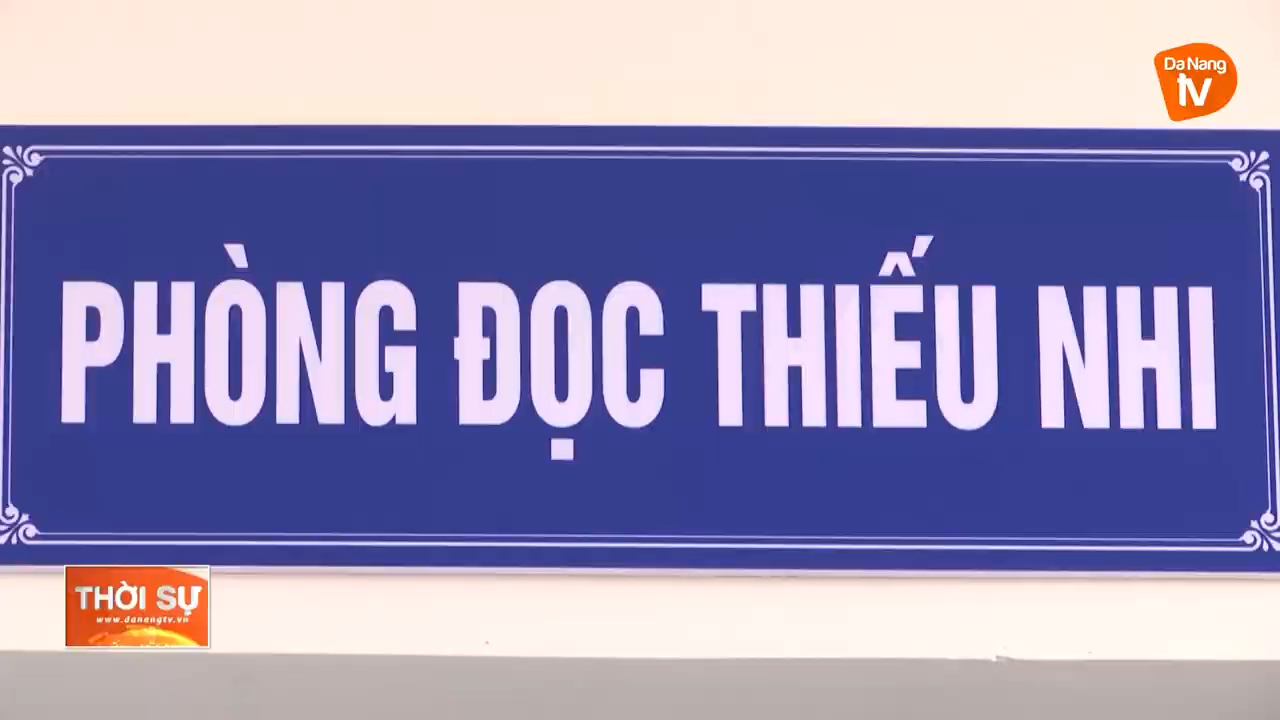 Da Nang
tv
PHÒNG ĐỌC THIẾU NHI
THỜI SỰ
www.danangtv.vn